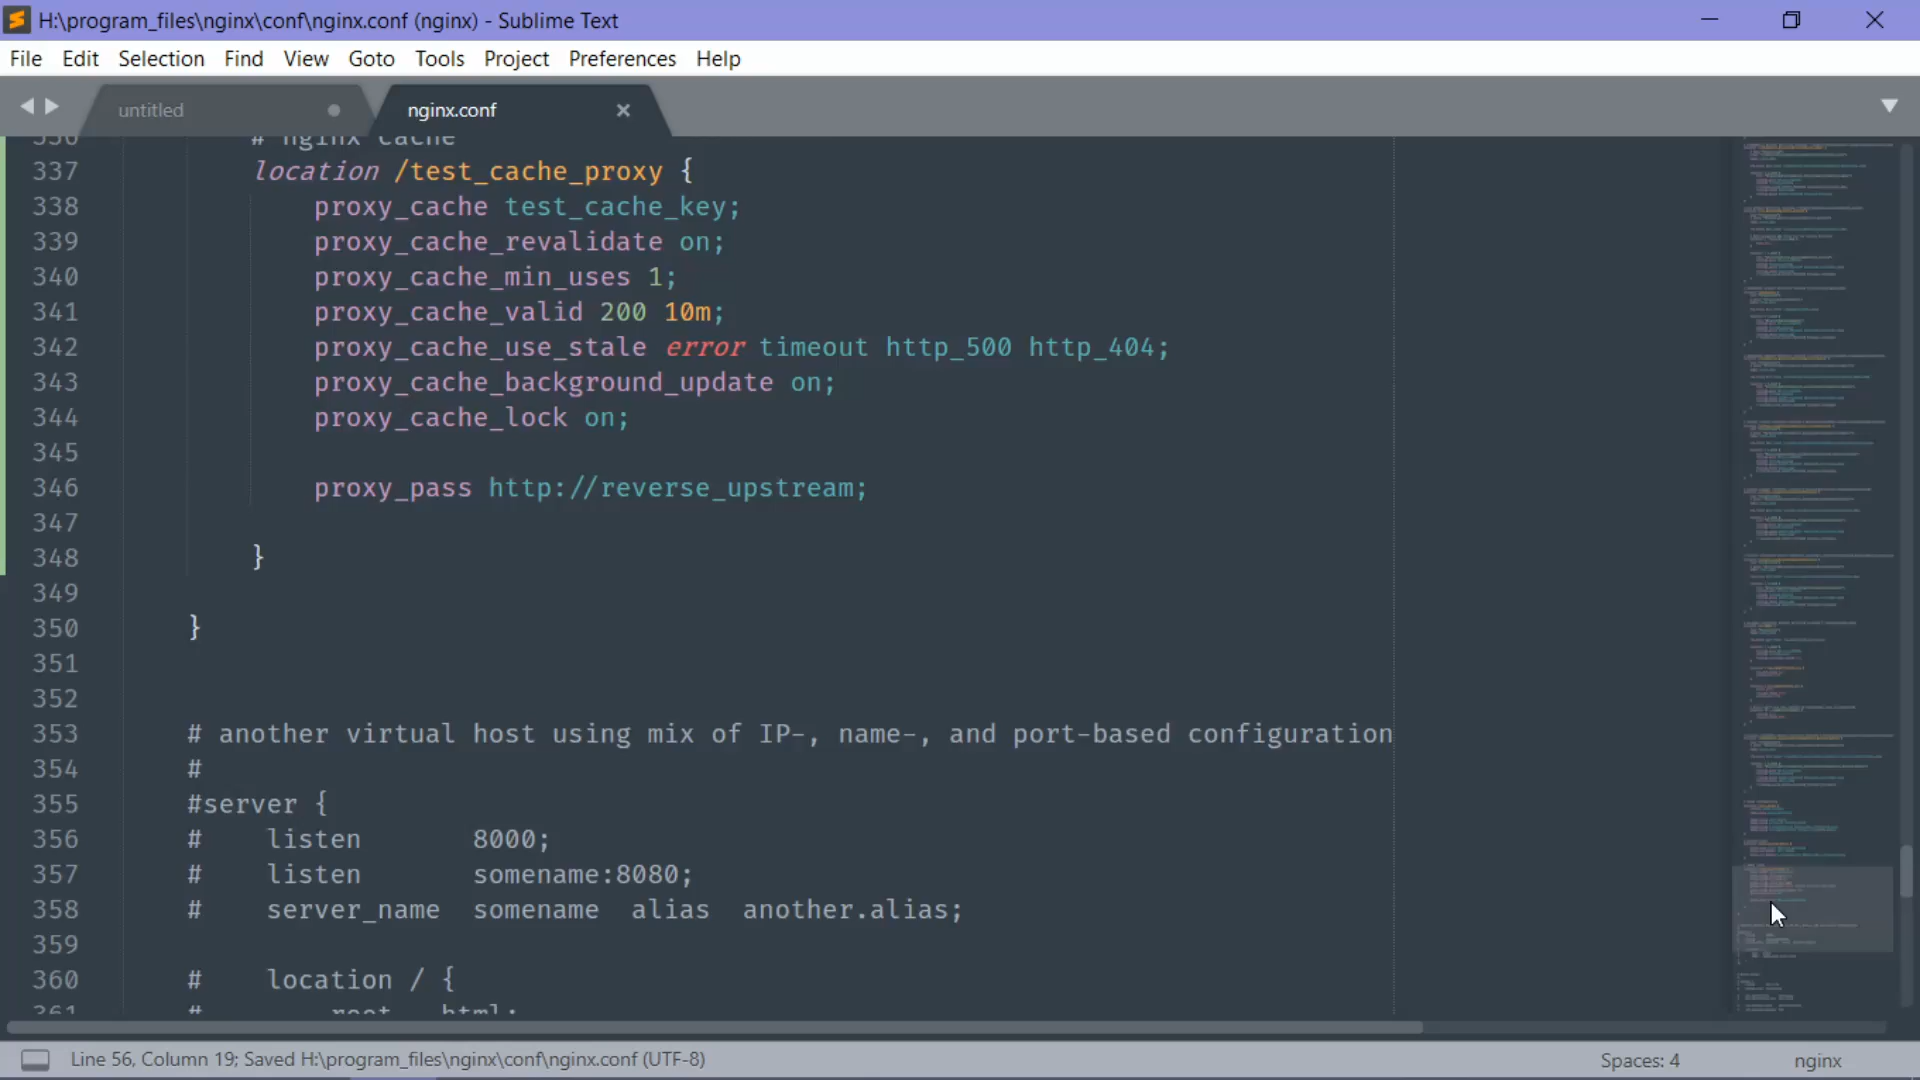 H:\program_files\nginx\conf\nginx.conf (nginx) - Sublime Text
File Edit Selection Find View Goto Tools Project Preferences Help
untitled nginx.conf
336 # nginx cache
337 location /test_cache_proxy {
338 proxy_cache test_cache_key;
339 proxy_cache_revalidate on;
340 proxy_cache_min_uses 1;
341 proxy_cache_valid 200 10m;
342 proxy_cache_use_stale error timeout http_500 http_404;
343 proxy_cache_background_update on;
344 proxy_cache_lock on;
345
346 proxy_pass http://reverse_upstream;
347
348 }
349
350 }
351
352
353 # another virtual host using mix of IP-, name-, and port-based configuration
354 #
355 #server {
356 # listen 8000;
357 # listen somename:8080;
358 # server_name somename alias another.alias;
359
360 # location / {
361 # root html;
Line 56, Column 19; Saved H:\program_files\nginx\conf\nginx.conf (UTF-8) Spaces: 4 nginx